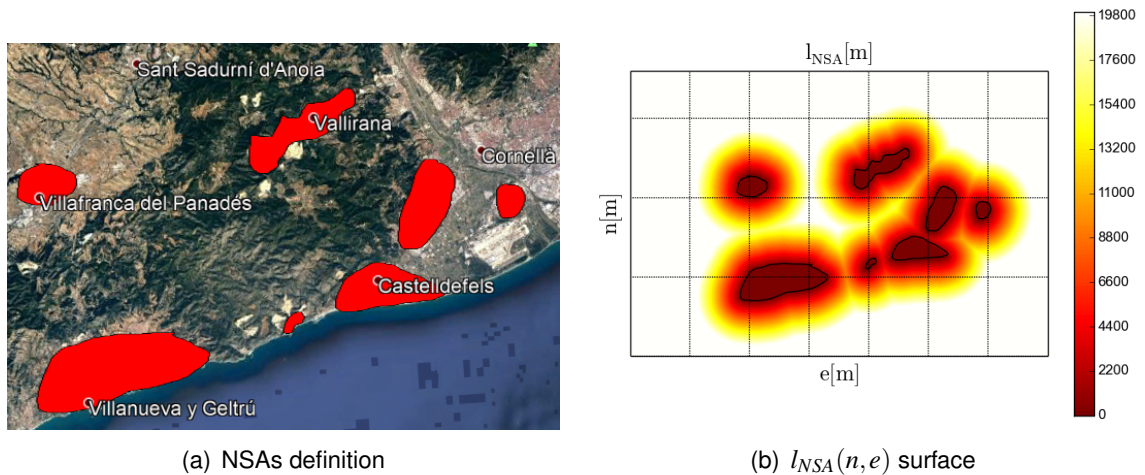 Sant Sadurní d'Anoia
Vallirana
Cornellà
Villafranca del Panadés
Castelldefels
Villanueva y Geltrú
(a) NSAs definition
l_NSA[m]
n[m]
e[m]
19800
17600
15400
13200
11000
8800
6600
4400
2200
0
(b) l_NSA(n,e) surface